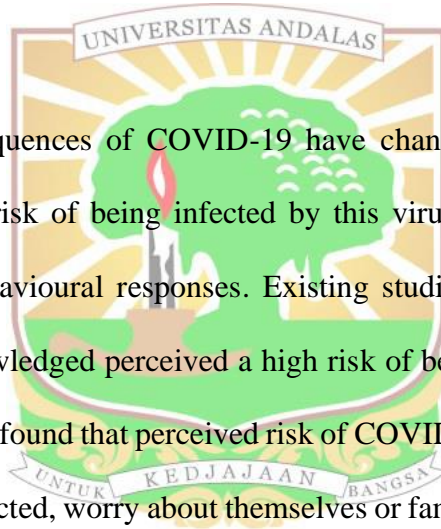 UNIVERSITAS ANDALAS
quences of COVID-19 have chan
risk of being infected by this viru
avioural responses. Existing studi
wledged perceived a high risk of be
found that perceived risk of COVID
UNTUK KEDJAJAAN BANGSA
cted, worry about themselves or far